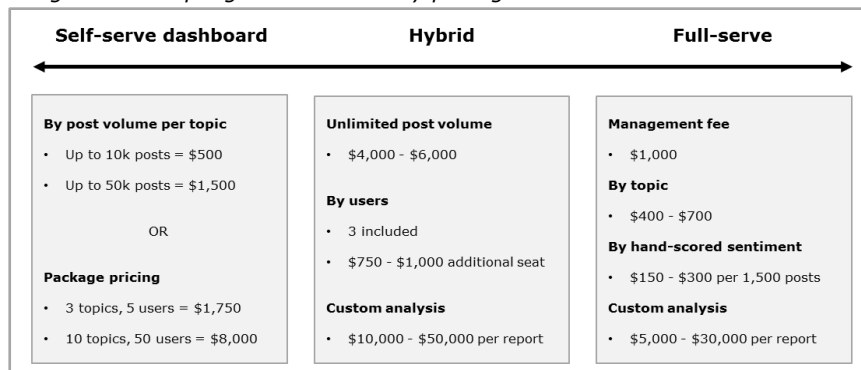 Self-serve dashboard
Hybrid
Full-serve
By post volume per topic
• Up to 10k posts = $500
• Up to 50k posts = $1,500
OR
Package pricing
• 3 topics, 5 users = $1,750
• 10 topics, 50 users = $8,000
Unlimited post volume
• $4,000 - $6,000
By users
• 3 included
• $750 - $1,000 additional seat
Custom analysis
• $10,000 - $50,000 per report
Management fee
• $1,000
By topic
• $400 - $700
By hand-scored sentiment
• $150 - $300 per 1,500 posts
Custom analysis
• $5,000 - $30,000 per report